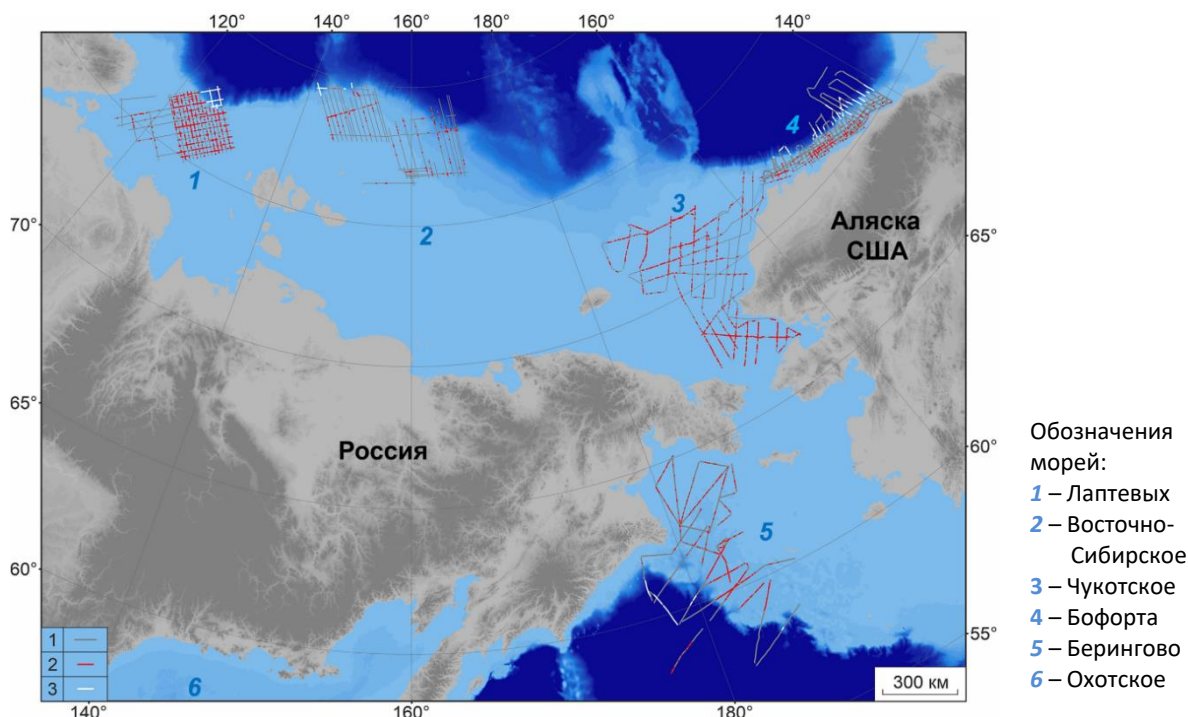 120° 140° 160° 180° 160° 140°
1
4
3
2
70°
Аляска
США
65°
65°
Россия
60°
5
60°
55°
1
2
3
6
300 км
140° 160° 180°
Обозначения
морей:
1 – Лаптевых
2 – Восточно-
Сибирское
3 – Чукотское
4 – Бофорта
5 – Берингово
6 – Охотское